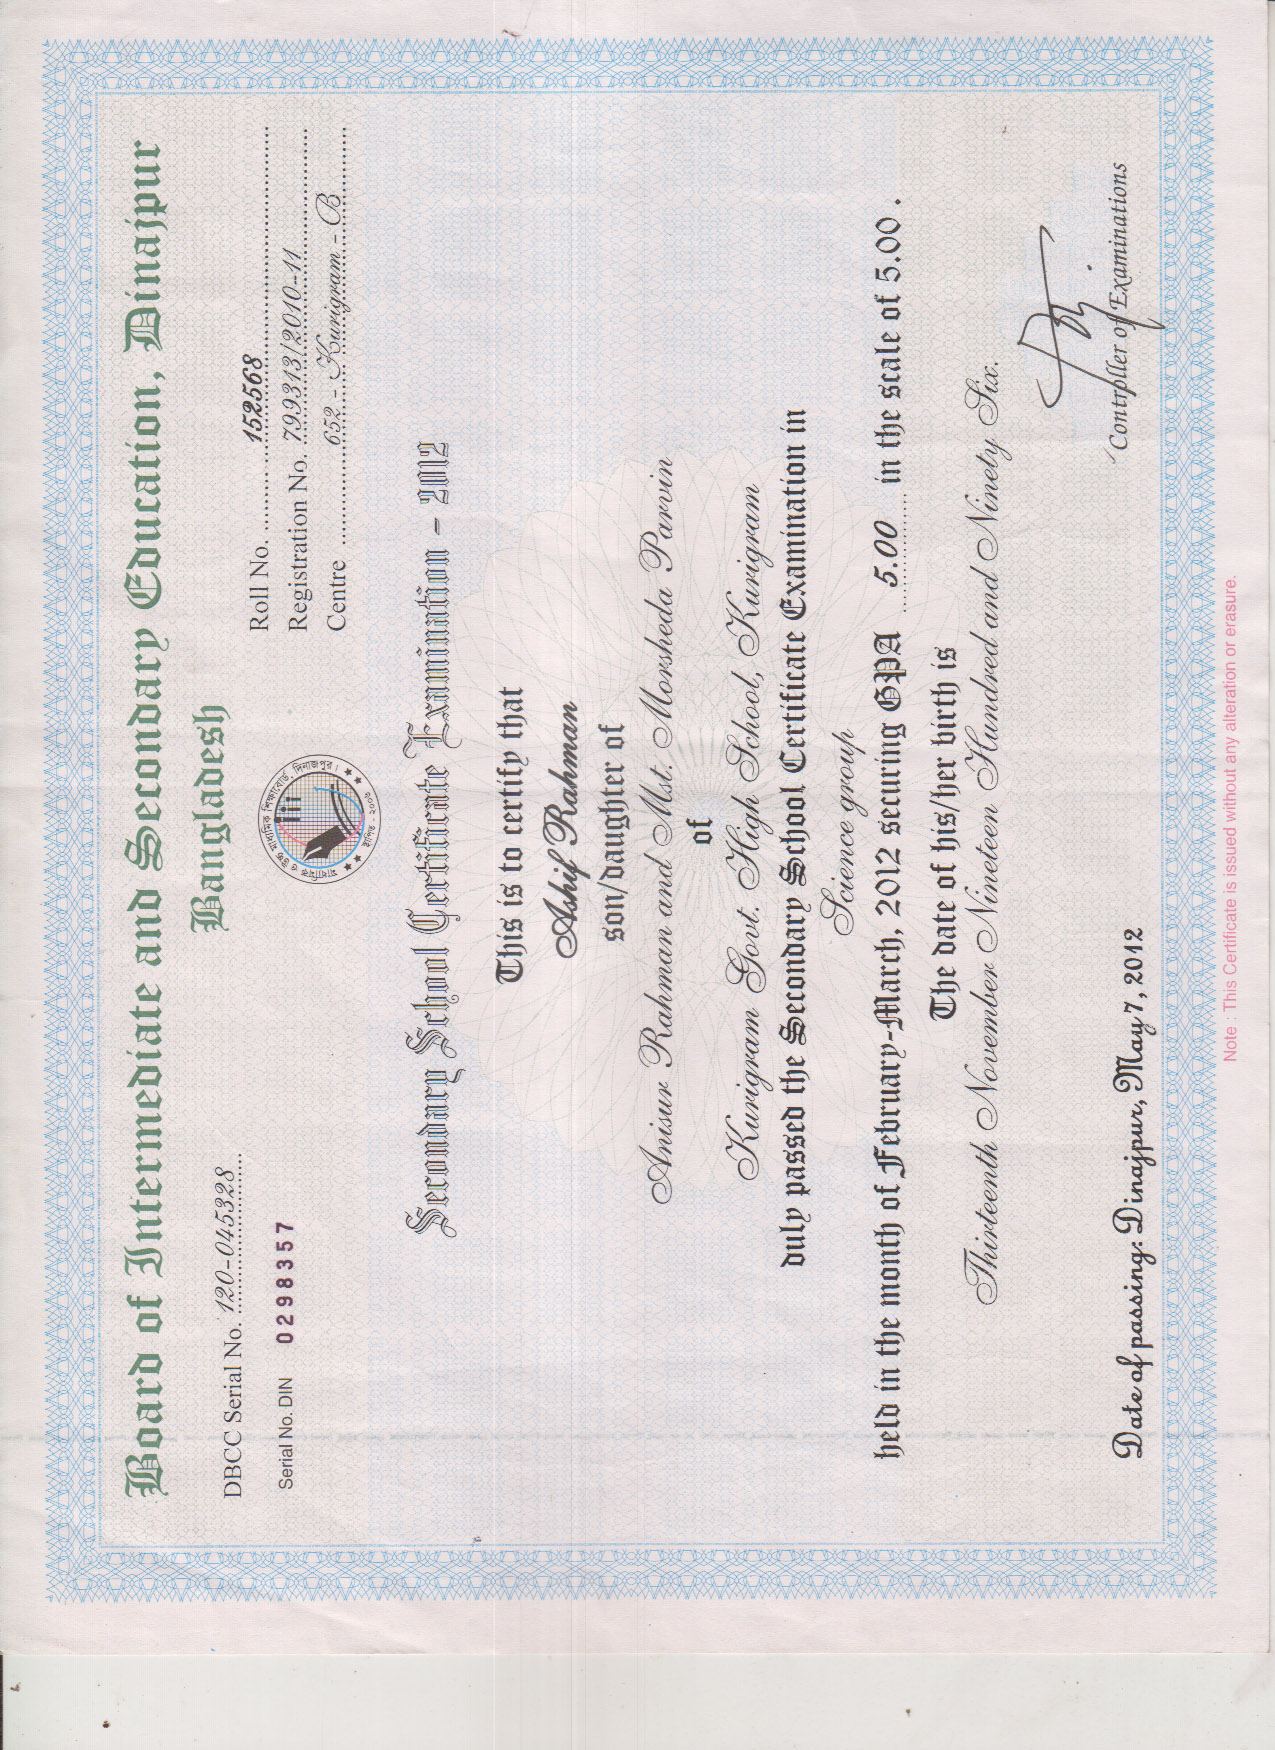 Board of Intermediate and Secondary Education, Dinajpur
Bangladesh
DBCC Serial No. 120-045328
Serial No. DIN 0298357
মাধ্যমিক ও উচ্চ মাধ্যমিক শিক্ষাবোর্ড, দিনাজপুর।
স্থাপিত - ২০০৬
Roll No. 152568
Registration No. 799313/2010-11
Centre 652 - Kurigram - B
Secondary School Certificate Examination - 2012
This is to certify that
Ashif Rahman
son/daughter of
Anisur Rahman and Mst. Morsheda Parvin
of
Kurigram Govt. High School, Kurigram
duly passed the Secondary School Certificate Examination in
Science group
held in the month of February-March, 2012 securing GPA 5.00 in the scale of 5.00 .
The date of his/her birth is
Thirteenth November Nineteen Hundred and Ninety Six.
Controller of Examinations
Date of passing: Dinajpur, May 7, 2012
Note : This Certificate is issued without any alteration or erasure.